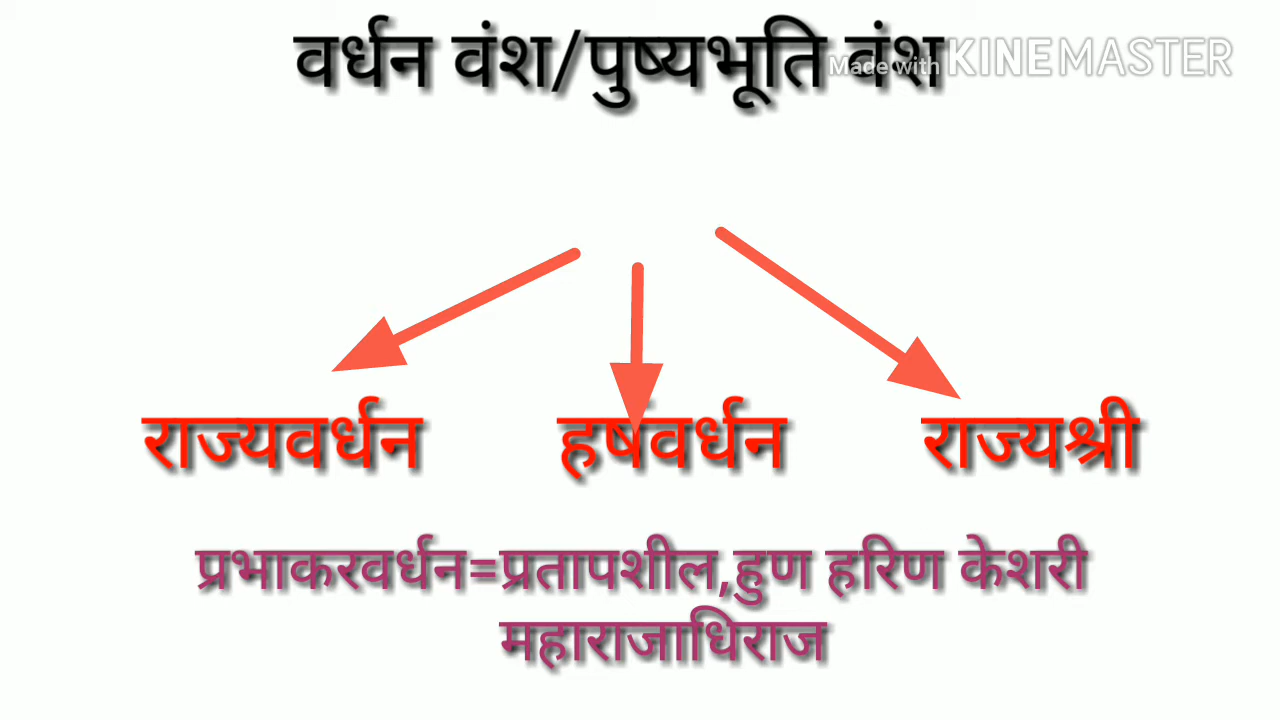 वर्धन वंश/पुष्यभूति वंश
Made with KINEMASTER
राज्यवर्धन हर्षवर्धन राज्यश्री
प्रभाकरवर्धन=प्रतापशील,हुण हरिण केशरी
महाराजाधिराज